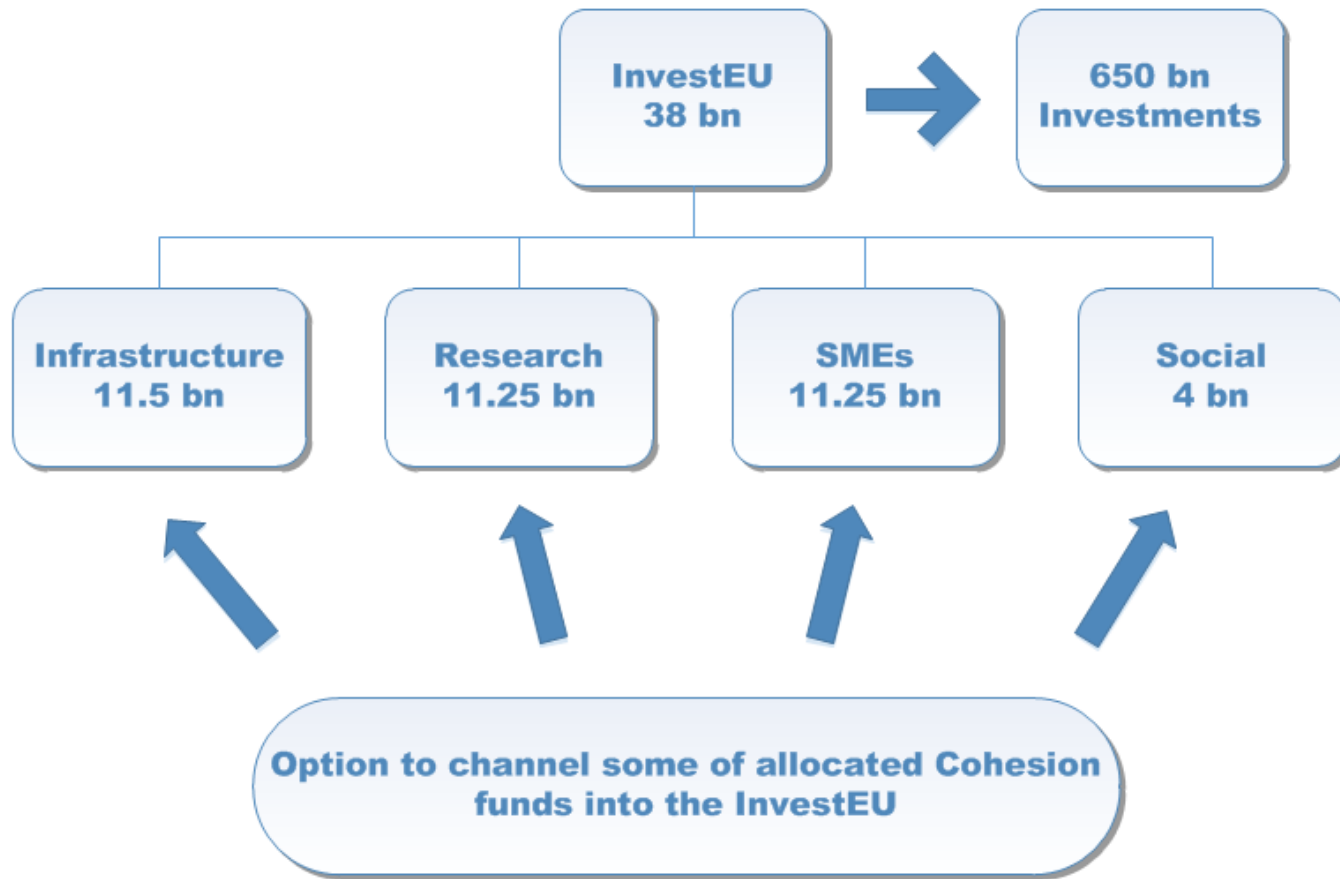 InvestEU
38 bn
650 bn
Investments
Infrastructure
11.5 bn
Research
11.25 bn
SMEs
11.25 bn
Social
4 bn
Option to channel some of allocated Cohesion
funds into the InvestEU